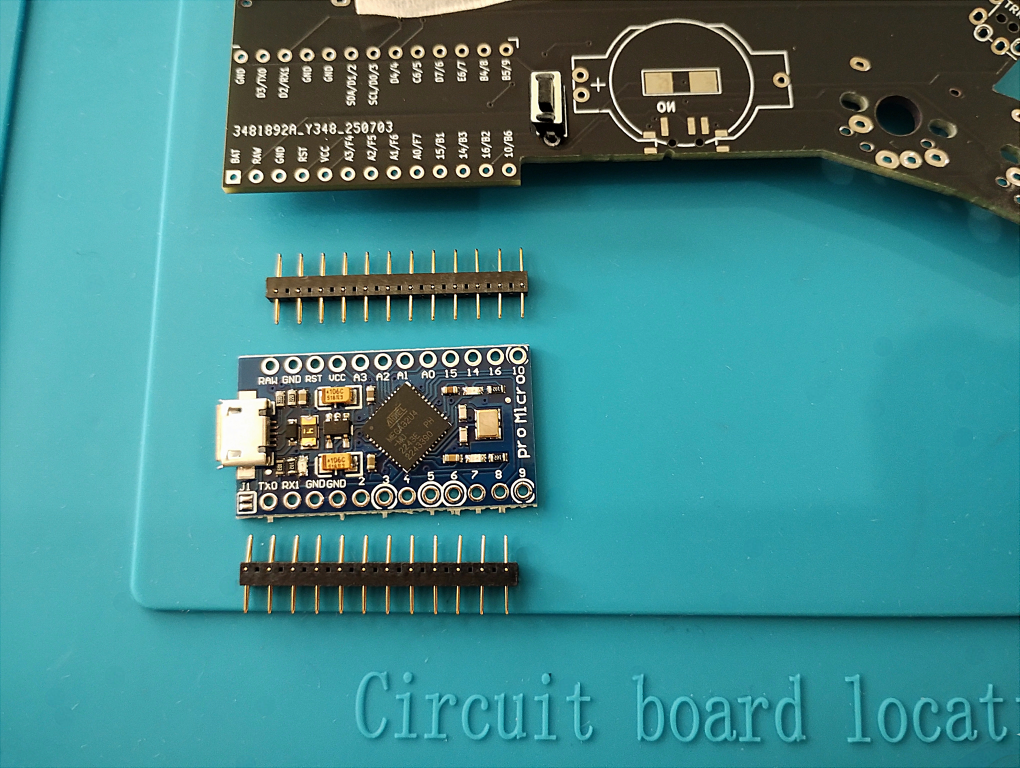 GND D3/TX0 D2/RX1 GND GND SDA/D1/2 SCL/D0/3 D4/4 C6/5 D7/6 E6/7 B4/8 B5/9
3481892A_Y348_250703
BAT RAW GND RST VCC A3/F4 A2/F5 A1/F6 A0/F7 15/B1 14/B3 16/B2 10/B6
+
ON
RAW GND RST VCC A3 A2 A1 A0 15 14 16 10
ATMEL
pro Micro
J1 TX0 RX1 GND GND 2 3 4 5 6 7 8 9
Circuit board locati